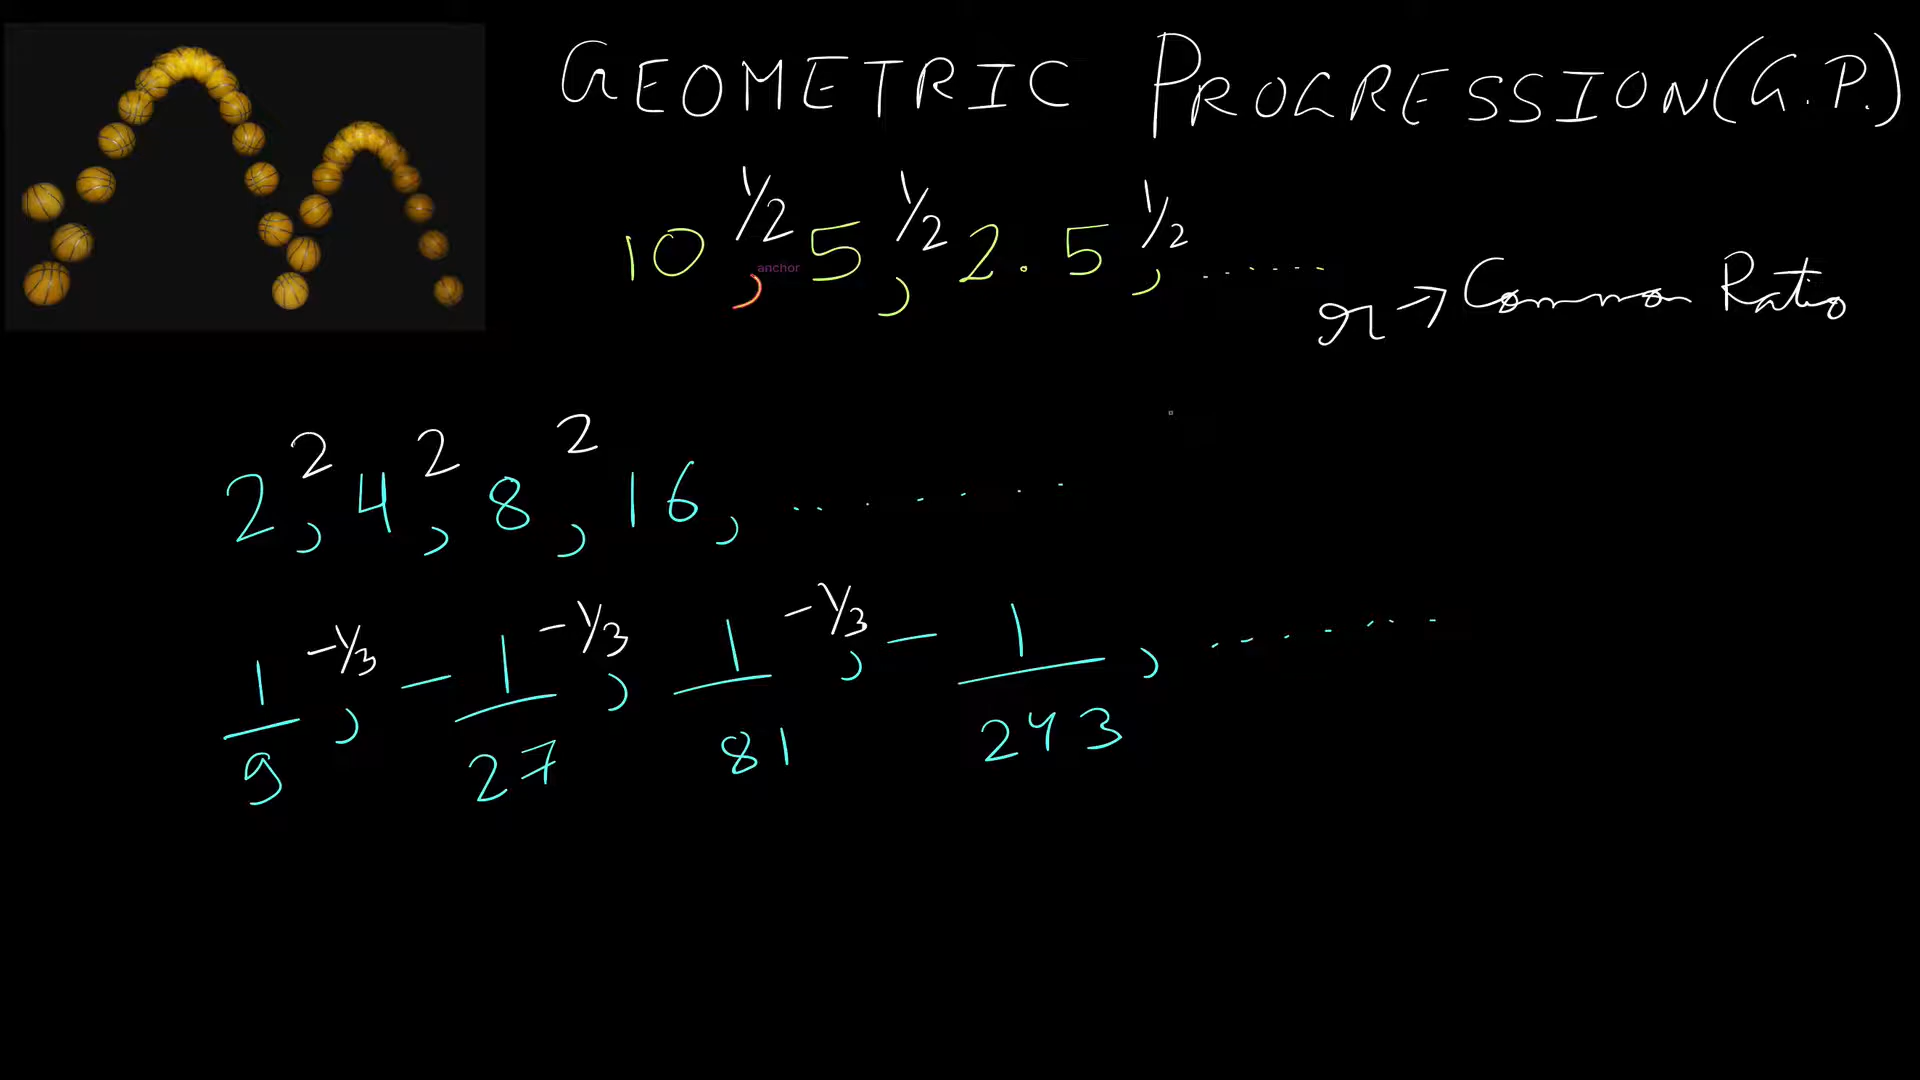 GEOMETRIC PROGRESSION (G.P.)
1/2 1/2 1/2
10, 5, 2.5, ......
anchor
r → Common Ratio
2 2 2
2, 4, 8, 16, .......
-1/3 -1/3 -1/3
1/9, -1/27, 1/81, -1/243, ........